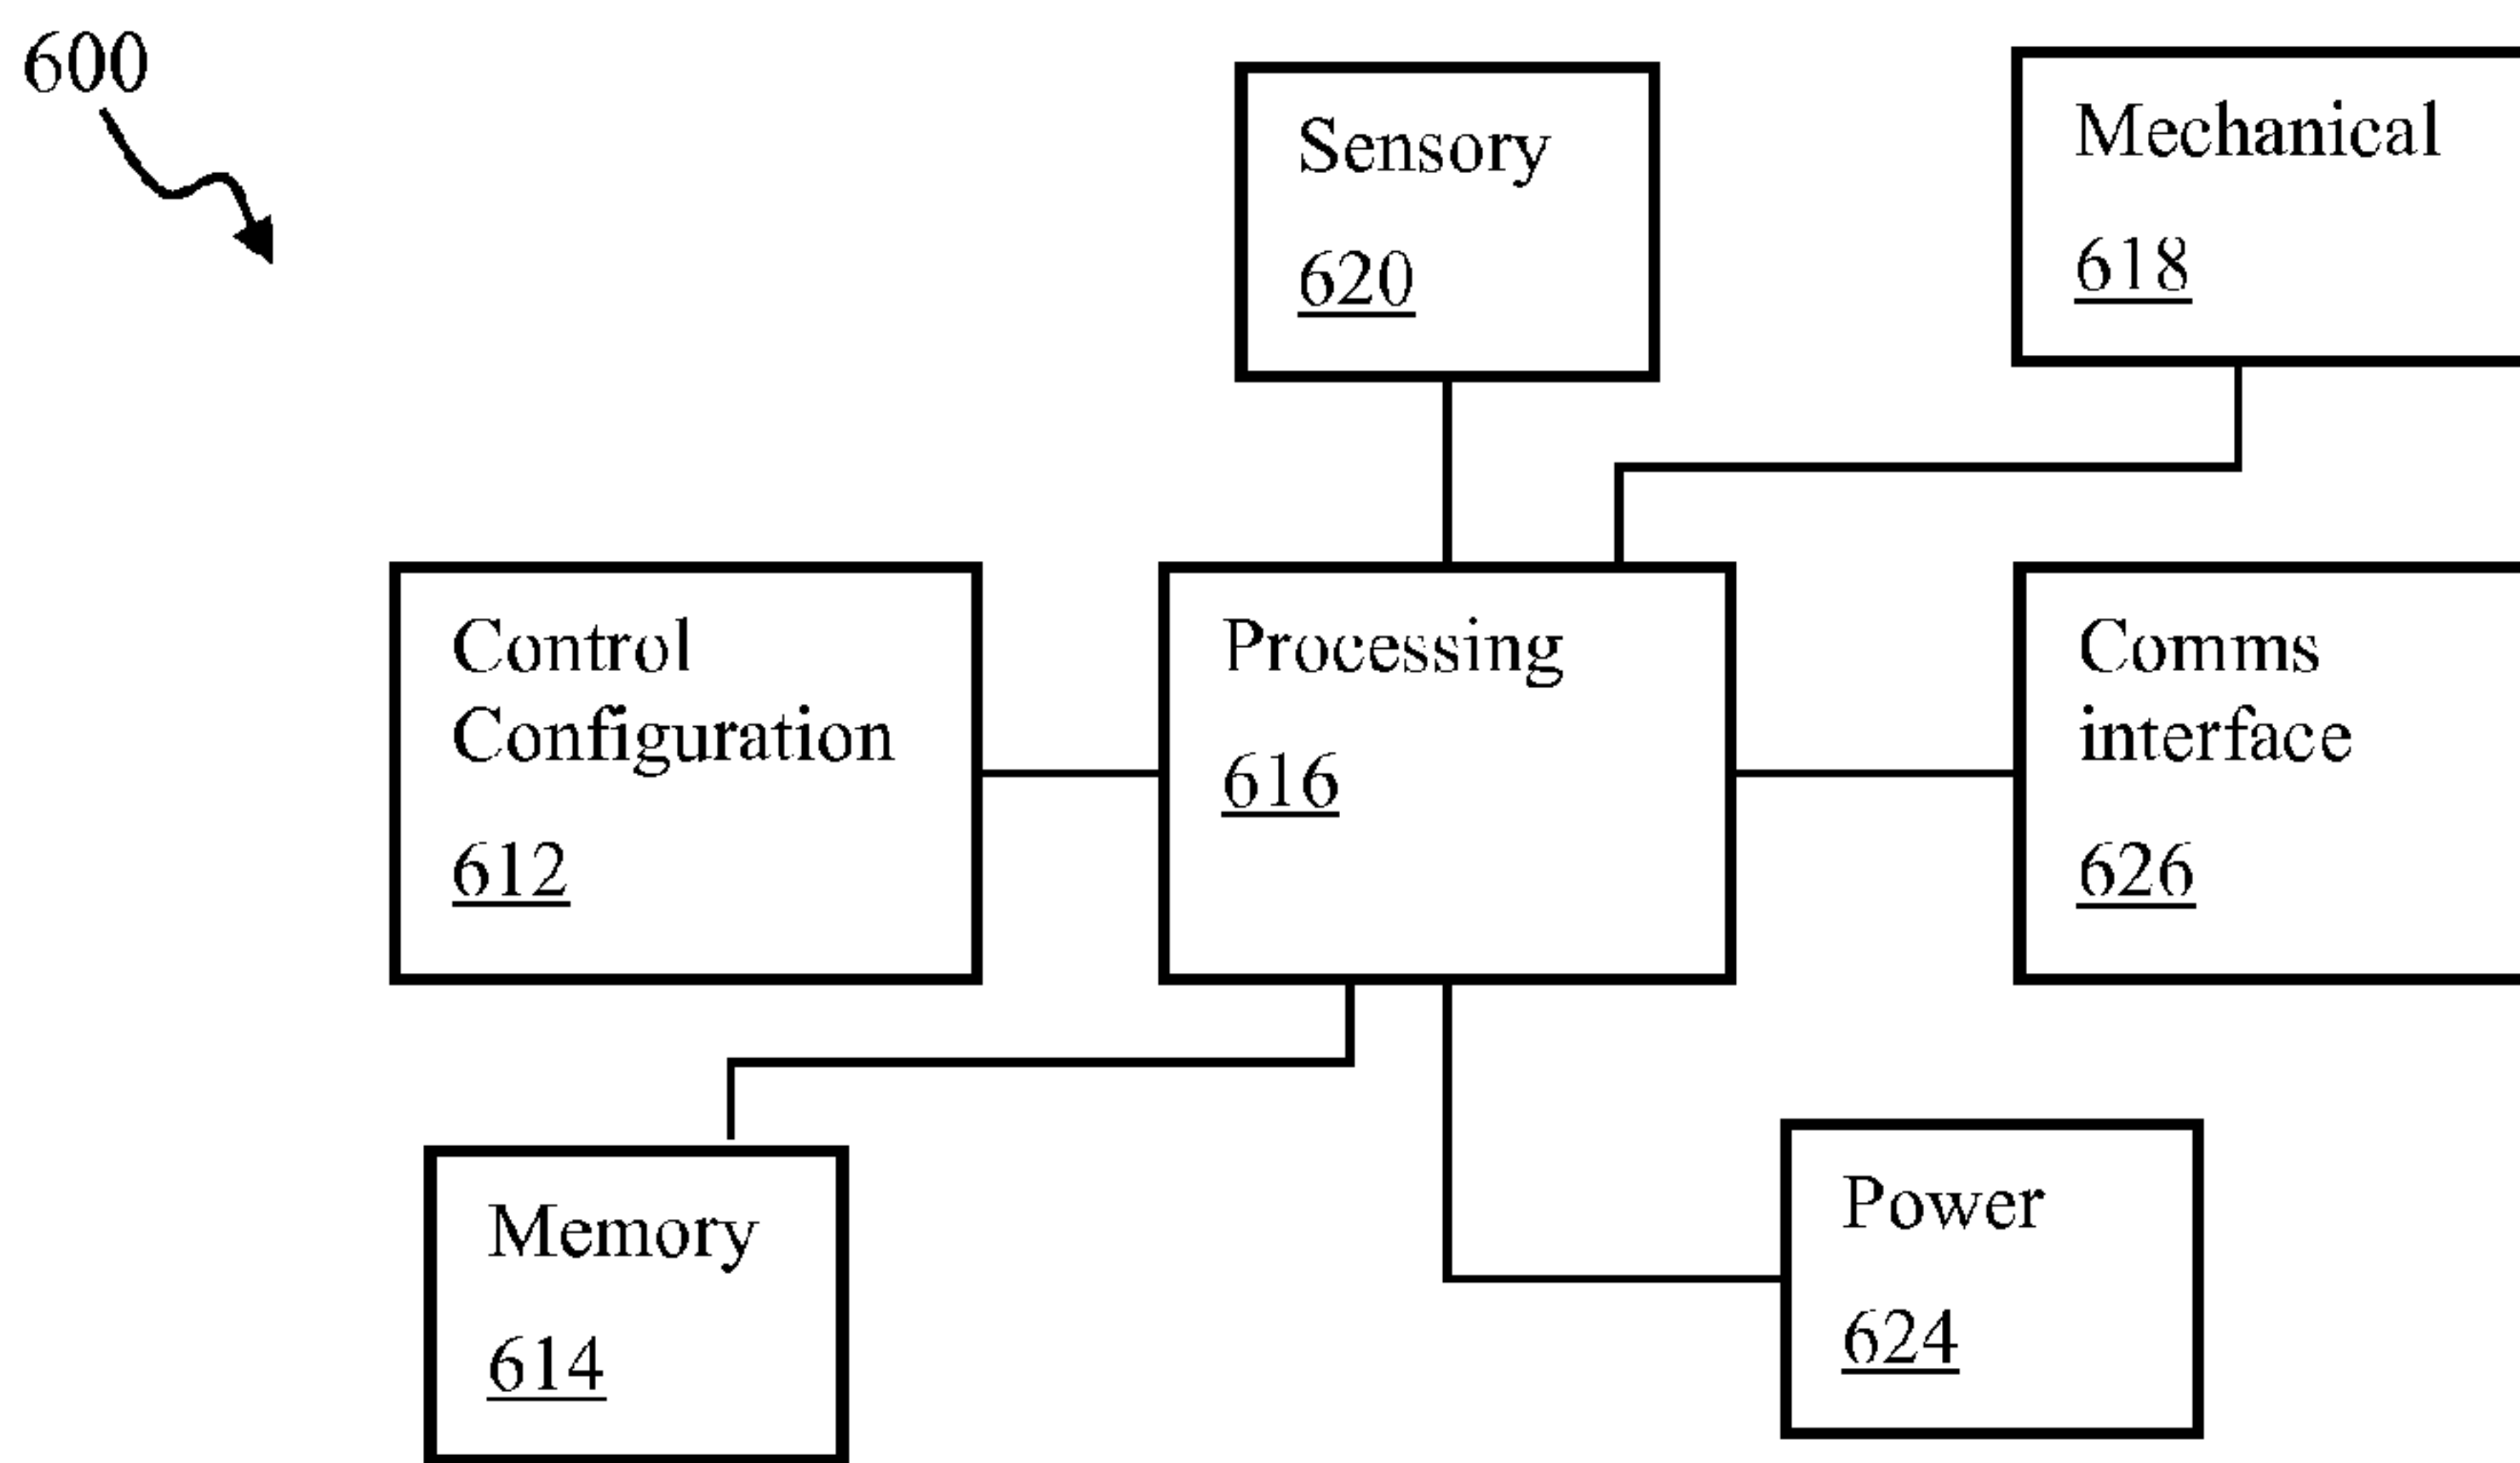 600
Sensory
620
Mechanical
618
Control
Configuration
612
Processing
616
Comms
interface
626
Memory
614
Power
624